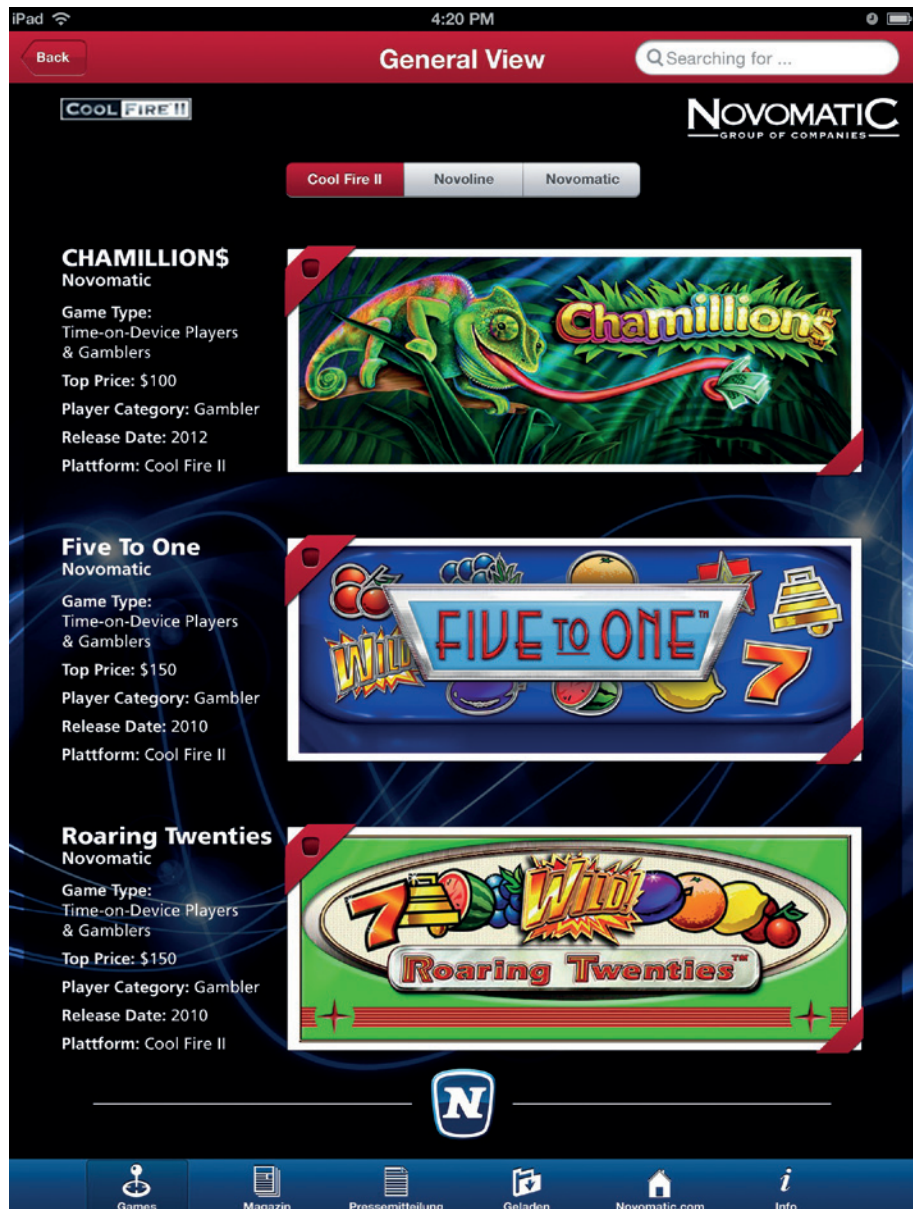 iPad 4:20 PM
Back General View Searching for ...
COOL FIRE II
NOVOMATIC
GROUP OF COMPANIES
Cool Fire II Novoline Novomatic
CHAMILLION$
Novomatic
Game Type:
Time-on-Device Players
& Gamblers
Top Price: $100
Player Category: Gambler
Release Date: 2012
Plattform: Cool Fire II
Chamillion$
Five To One
Novomatic
Game Type:
Time-on-Device Players
& Gamblers
Top Price: $150
Player Category: Gambler
Release Date: 2010
Plattform: Cool Fire II
WILD
FIVE TO ONE™
7
Roaring Twenties
Novomatic
Game Type:
Time-on-Device Players
& Gamblers
Top Price: $150
Player Category: Gambler
Release Date: 2010
Plattform: Cool Fire II
7 WILD!
Roaring Twenties™
N
Games Magazin Pressemitteilung Geladen Novomatic.com Info